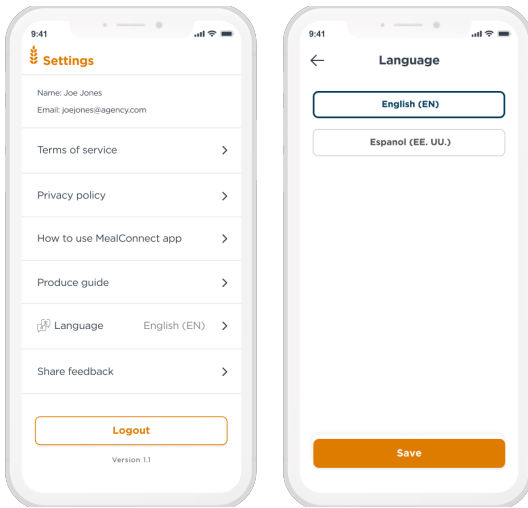 9:41
Settings
Name: Joe Jones
Email: joejones@agency.com
Terms of service
Privacy policy
How to use MealConnect app
Produce guide
Language English (EN)
Share feedback
Logout
Version 1.1
9:41
Language
English (EN)
Espanol (EE. UU.)
Save